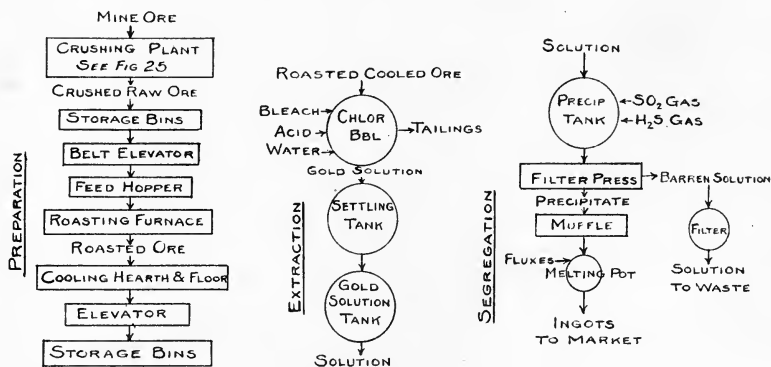 MINE ORE
CRUSHING PLANT
SEE FIG 25
CRUSHED RAW ORE
STORAGE BINS
BELT ELEVATOR
FEED HOPPER
ROASTING FURNACE
ROASTED ORE
COOLING HEARTH & FLOOR
ELEVATOR
STORAGE BINS
PREPARATION
ROASTED COOLED ORE
BLEACH
ACID
WATER
CHLOR
BBL
TAILINGS
GOLD SOLUTION
SETTLING
TANK
GOLD
SOLUTION
TANK
SOLUTION
EXTRACTION
SOLUTION
PRECIP
TANK
SO2 GAS
H2S GAS
FILTER PRESS
BARREN SOLUTION
PRECIPITATE
MUFFLE
FILTER
FLUXES
MELTING POT
SOLUTION
TO WASTE
INGOTS
TO MARKET
SEGREGATION